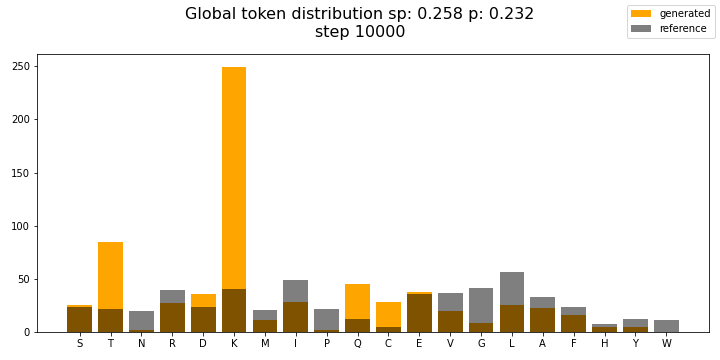 Global token distribution sp: 0.258 p: 0.232
step 10000
generated
reference
250
200
150
100
50
0
S T N R D K M I P Q C E V G L A F H Y W